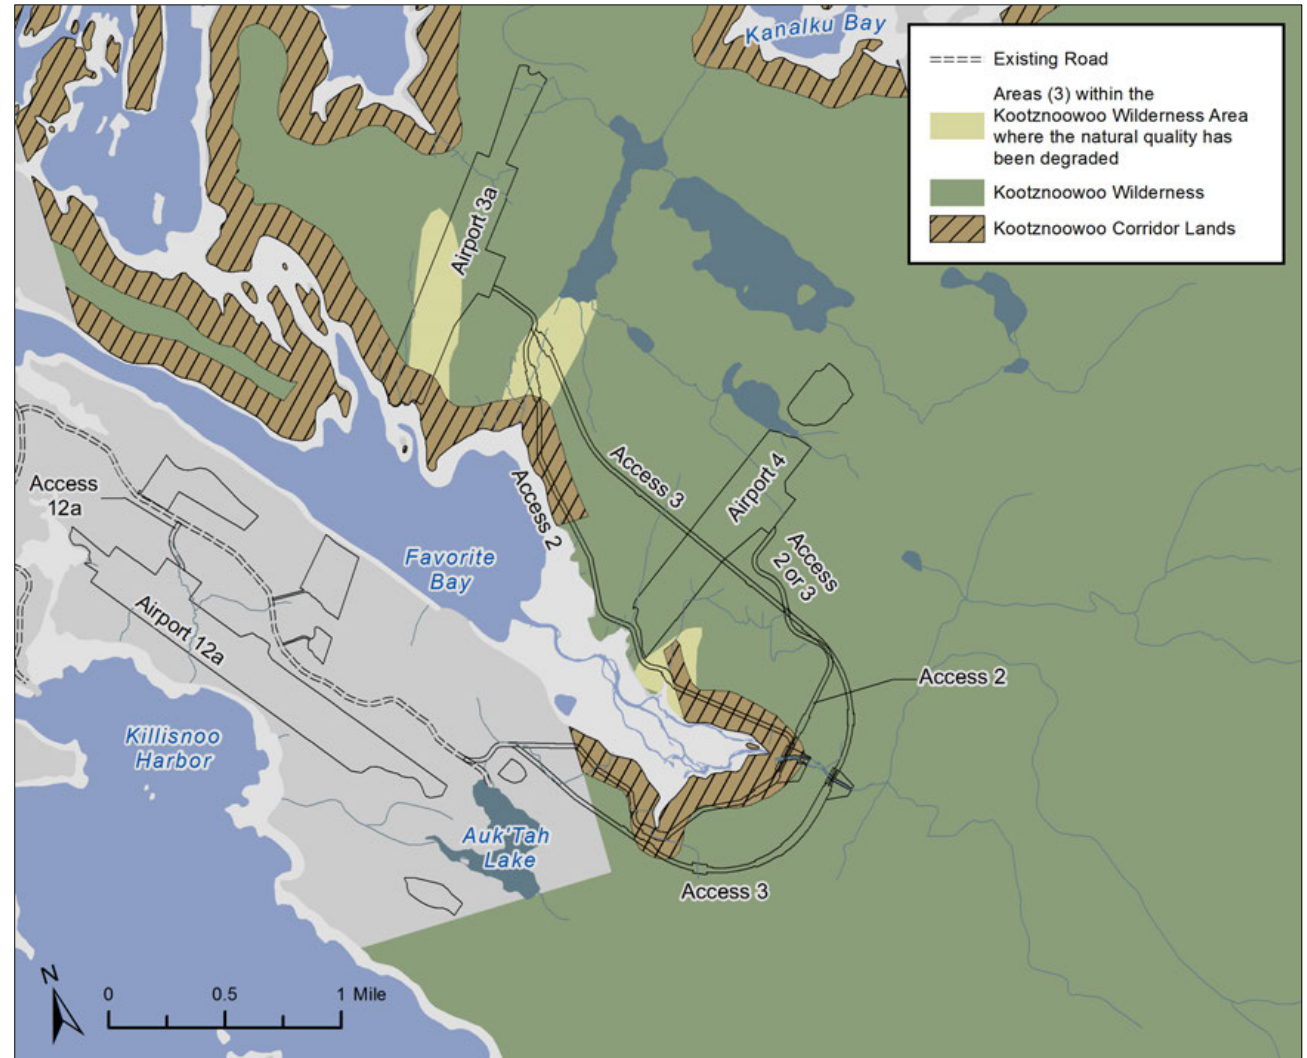 Kanalku Bay
Existing Road
Areas (3) within the
Kootznoowoo Wilderness Area
where the natural quality has
been degraded
Kootznoowoo Wilderness
Kootznoowoo Corridor Lands
Airport 3a
Access 3
Airport 4
Access
12a
Access 2
Access
2 or 3
Favorite
Bay
Airport 12a
Access 2
Killisnoo
Harbor
Auk'Tah
Lake
Access 3
N
0 0.5 1 Mile